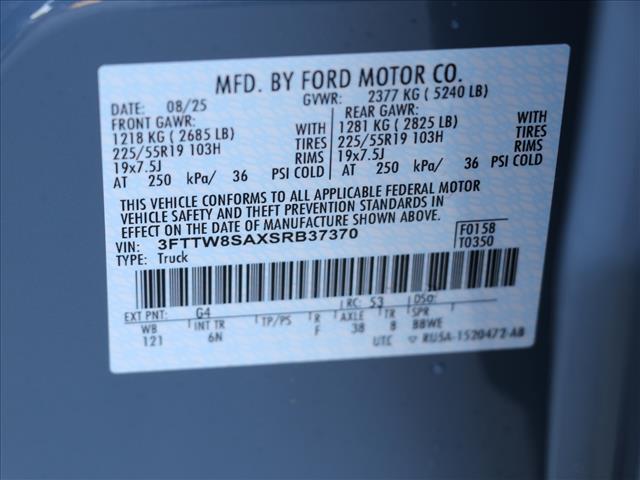 MFD. BY FORD MOTOR CO.
DATE: 08/25 GVWR: 2377 KG ( 5240 LB)
FRONT GAWR: REAR GAWR:
1218 KG ( 2685 LB) WITH 1281 KG ( 2825 LB) WITH
225/55R19 103H TIRES 225/55R19 103H TIRES
19x7.5J RIMS 19x7.5J RIMS
AT 250 kPa/ 36 PSI COLD AT 250 kPa/ 36 PSI COLD
THIS VEHICLE CONFORMS TO ALL APPLICABLE FEDERAL MOTOR
VEHICLE SAFETY AND THEFT PREVENTION STANDARDS IN
EFFECT ON THE DATE OF MANUFACTURE SHOWN ABOVE.
VIN: 3FTTW8SAXSRB37370 F0158
TYPE: Truck T0350
EXT PNT: G4 RC: 53 DSO:
WB INT TR TP/PS R AXLE TR SPR
121 6N F 38 8 BBWE
UTC RU5A-1520472-AB